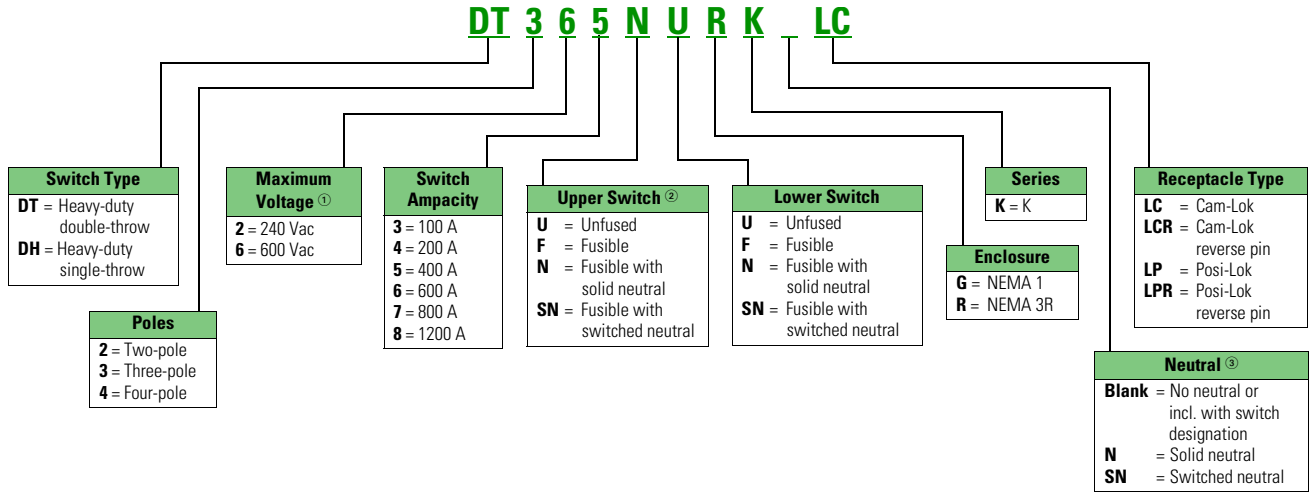 DT 3 6 5 N U R K _ LC
Switch Type
DT = Heavy-duty
double-throw
DH = Heavy-duty
single-throw
Poles
2 = Two-pole
3 = Three-pole
4 = Four-pole
Maximum
Voltage ①
2 = 240 Vac
6 = 600 Vac
Switch
Ampacity
3 = 100 A
4 = 200 A
5 = 400 A
6 = 600 A
7 = 800 A
8 = 1200 A
Upper Switch ②
U = Unfused
F = Fusible
N = Fusible with
solid neutral
SN = Fusible with
switched neutral
Lower Switch
U = Unfused
F = Fusible
N = Fusible with
solid neutral
SN = Fusible with
switched neutral
Enclosure
G = NEMA 1
R = NEMA 3R
Series
K = K
Neutral ③
Blank = No neutral or
incl. with switch
designation
N = Solid neutral
SN = Switched neutral
Receptacle Type
LC = Cam-Lok
LCR = Cam-Lok
reverse pin
LP = Posi-Lok
LPR = Posi-Lok
reverse pin